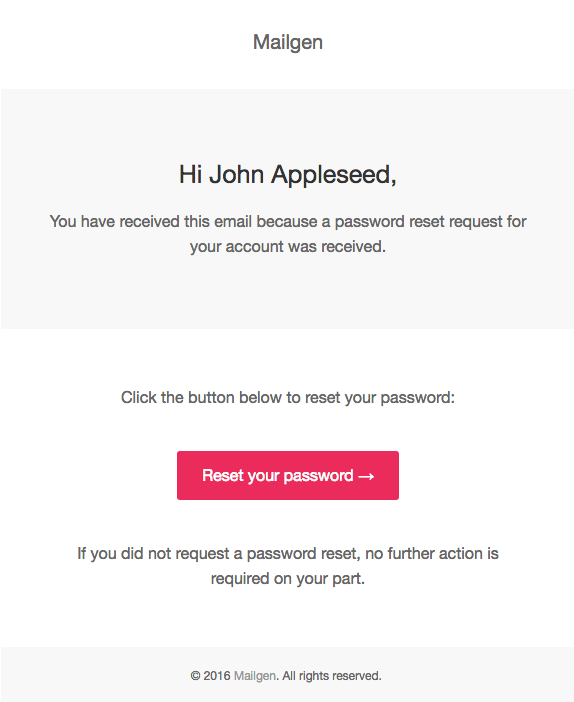 Mailgen
Hi John Appleseed,
You have received this email because a password reset request for
your account was received.
Click the button below to reset your password:
Reset your password →
If you did not request a password reset, no further action is
required on your part.
© 2016 Mailgen. All rights reserved.